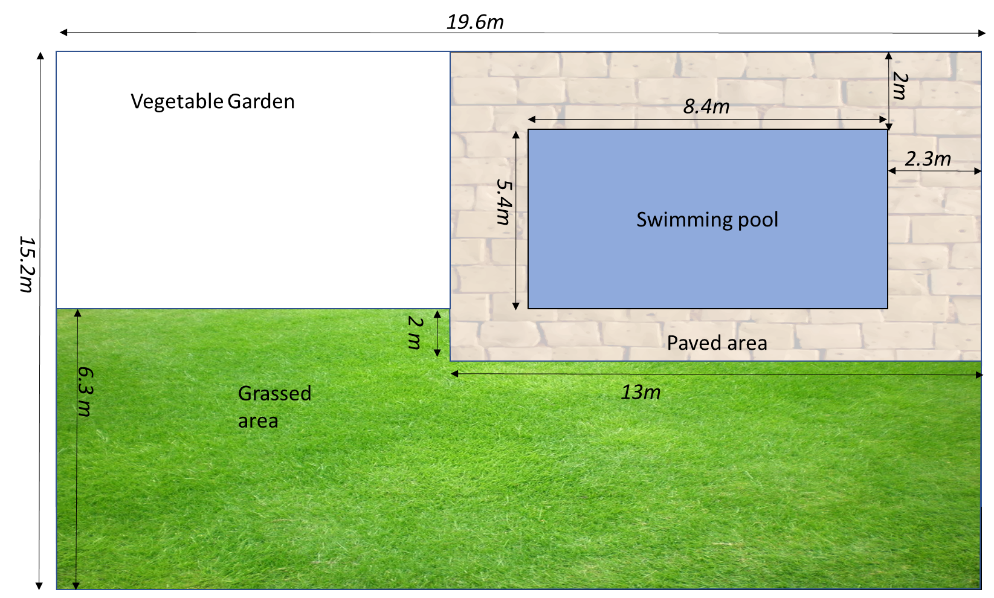 19.6m
Vegetable Garden
2m
8.4m
2.3m
5.4m
Swimming pool
15.2m
2 m
Paved area
6.3 m
13m
Grassed
area